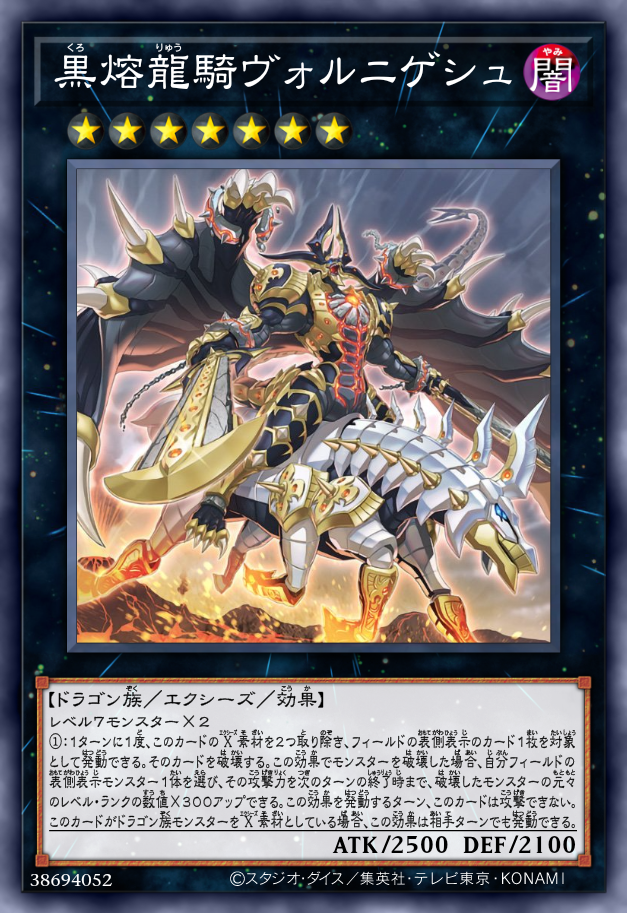 黒熔龍騎ヴォルニゲシュ
闇
【ドラゴン族／エクシーズ／効果】
レベル７モンスター×２
①：１ターンに１度、このカードのＸ素材を２つ取り除き、フィールドの表側表示のカード１枚を対象
として発動できる。そのカードを破壊する。この効果でモンスターを破壊した場合、自分フィールドの
表側表示モンスター１体を選び、その攻撃力を次のターンの終了時まで、破壊したモンスターの元々
のレベル・ランクの数値×３００アップできる。この効果を発動するターン、このカードは攻撃できない。
このカードがドラゴン族モンスターをＸ素材としている場合、この効果は相手ターンでも発動できる。
ATK/2500 DEF/2100
38694052 ©スタジオ・ダイス／集英社・テレビ東京・KONAMI